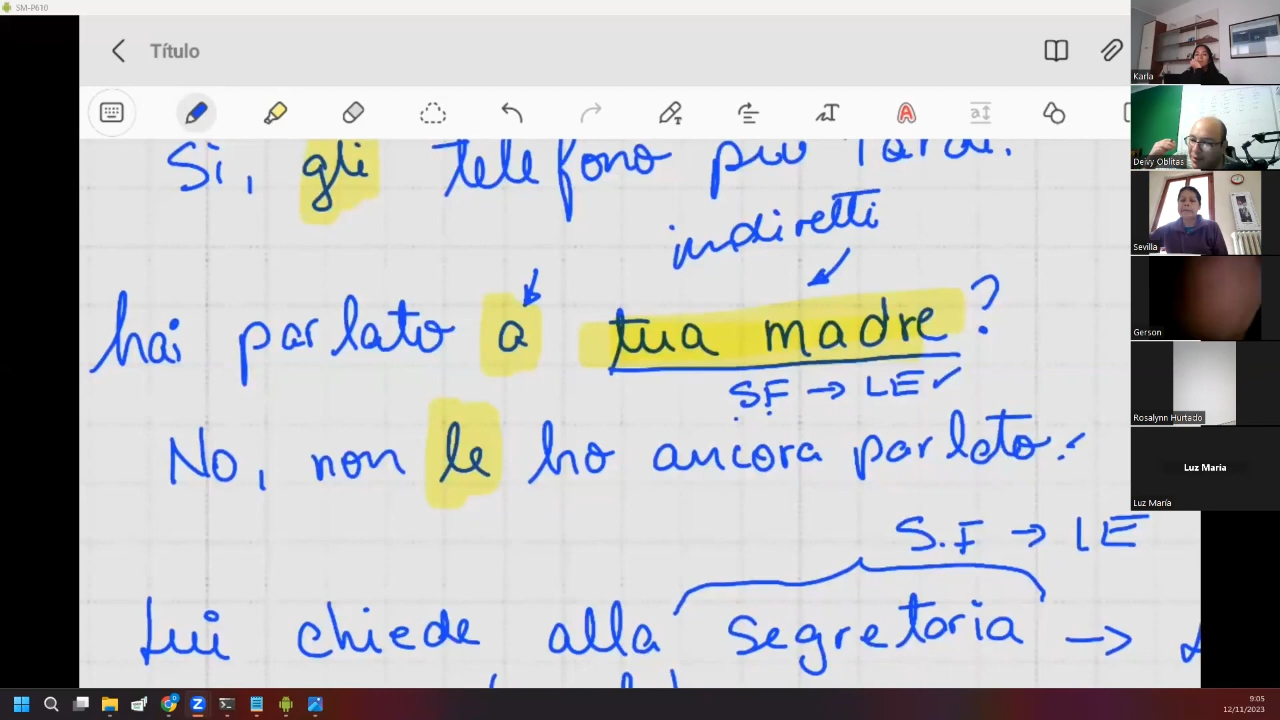 SM-P610
Título
Si, gli telefono più tardi.
indiretti
hai parlato a tua madre?
SF → LE ✓
No, non le ho ancora parlato.
S.F → LE
Lui chiede alla segretaria →
Karla
Deivy Oblitas
Sevilla
Gerson
Rosalynn Hurtado
Luz María
Luz María
9:05
12/11/2023